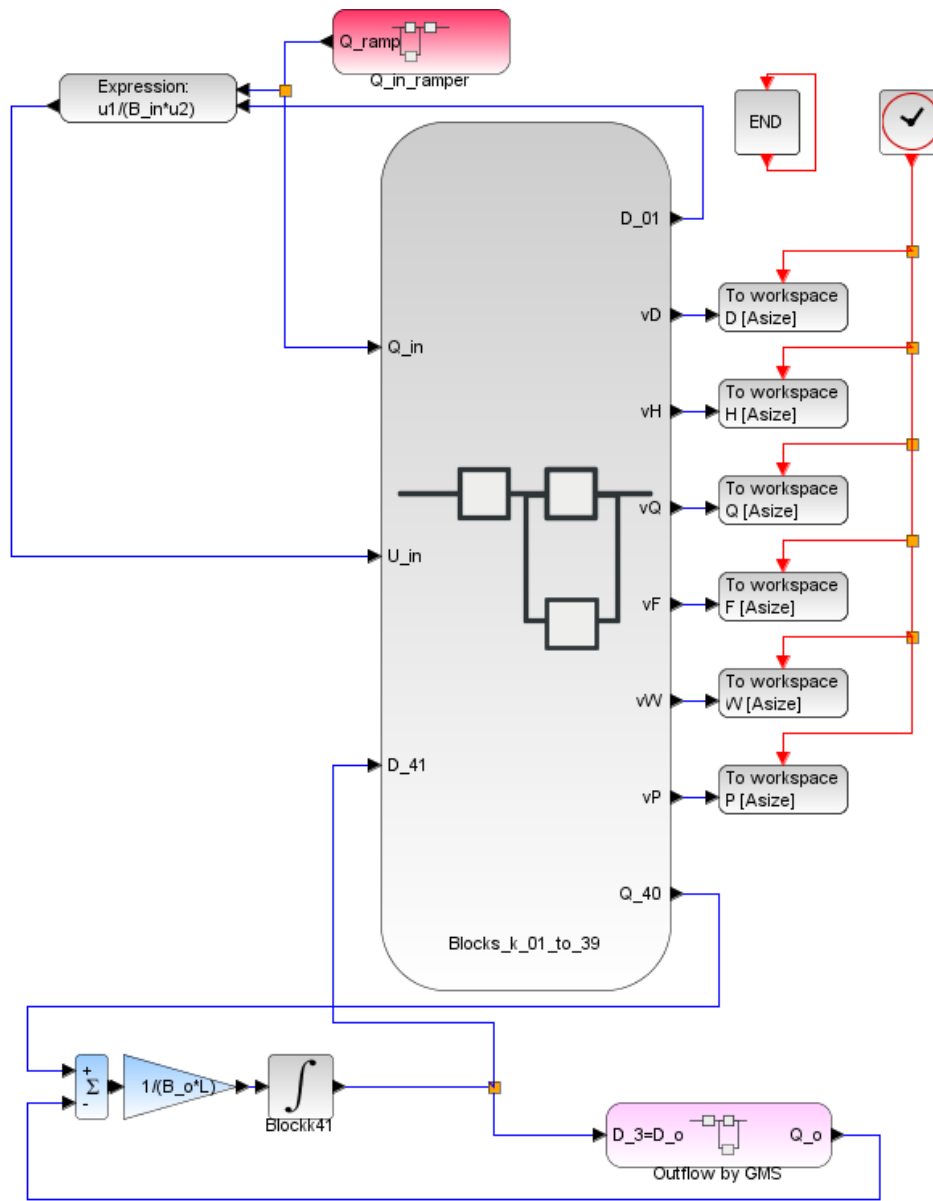 Q_ramp
Q_in_ramper
Expression:
u1/(B_in*u2)
END
D_01
vD
To workspace
D [Asize]
Q_in
vH
To workspace
H [Asize]
vQ
To workspace
Q [Asize]
U_in
vF
To workspace
F [Asize]
vW
To workspace
W [Asize]
D_41
vP
To workspace
P [Asize]
Q_40
Blocks_k_01_to_39
+
Σ
-
1/(B_o*L)
∫
Blockk41
D_3=D_o
Q_o
Outflow by GMS